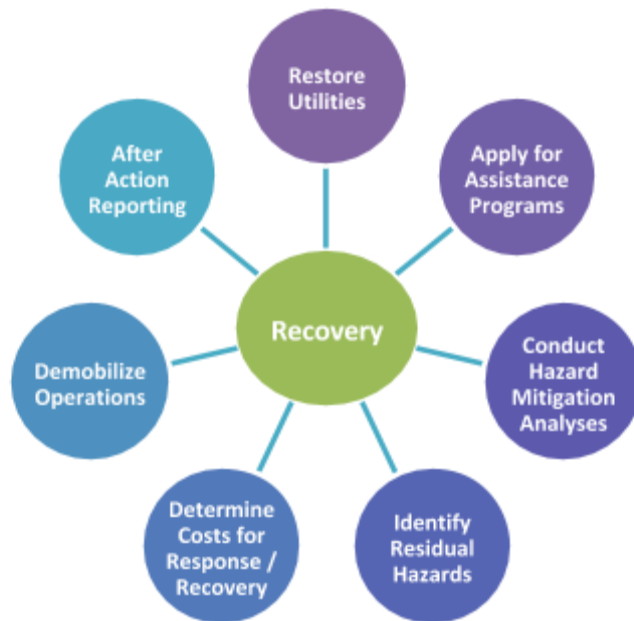 Restore
Utilities
Apply for
Assistance
Programs
Conduct
Hazard
Mitigation
Analyses
Identify
Residual
Hazards
Determine
Costs for
Response /
Recovery
Demobilize
Operations
After
Action
Reporting
Recovery